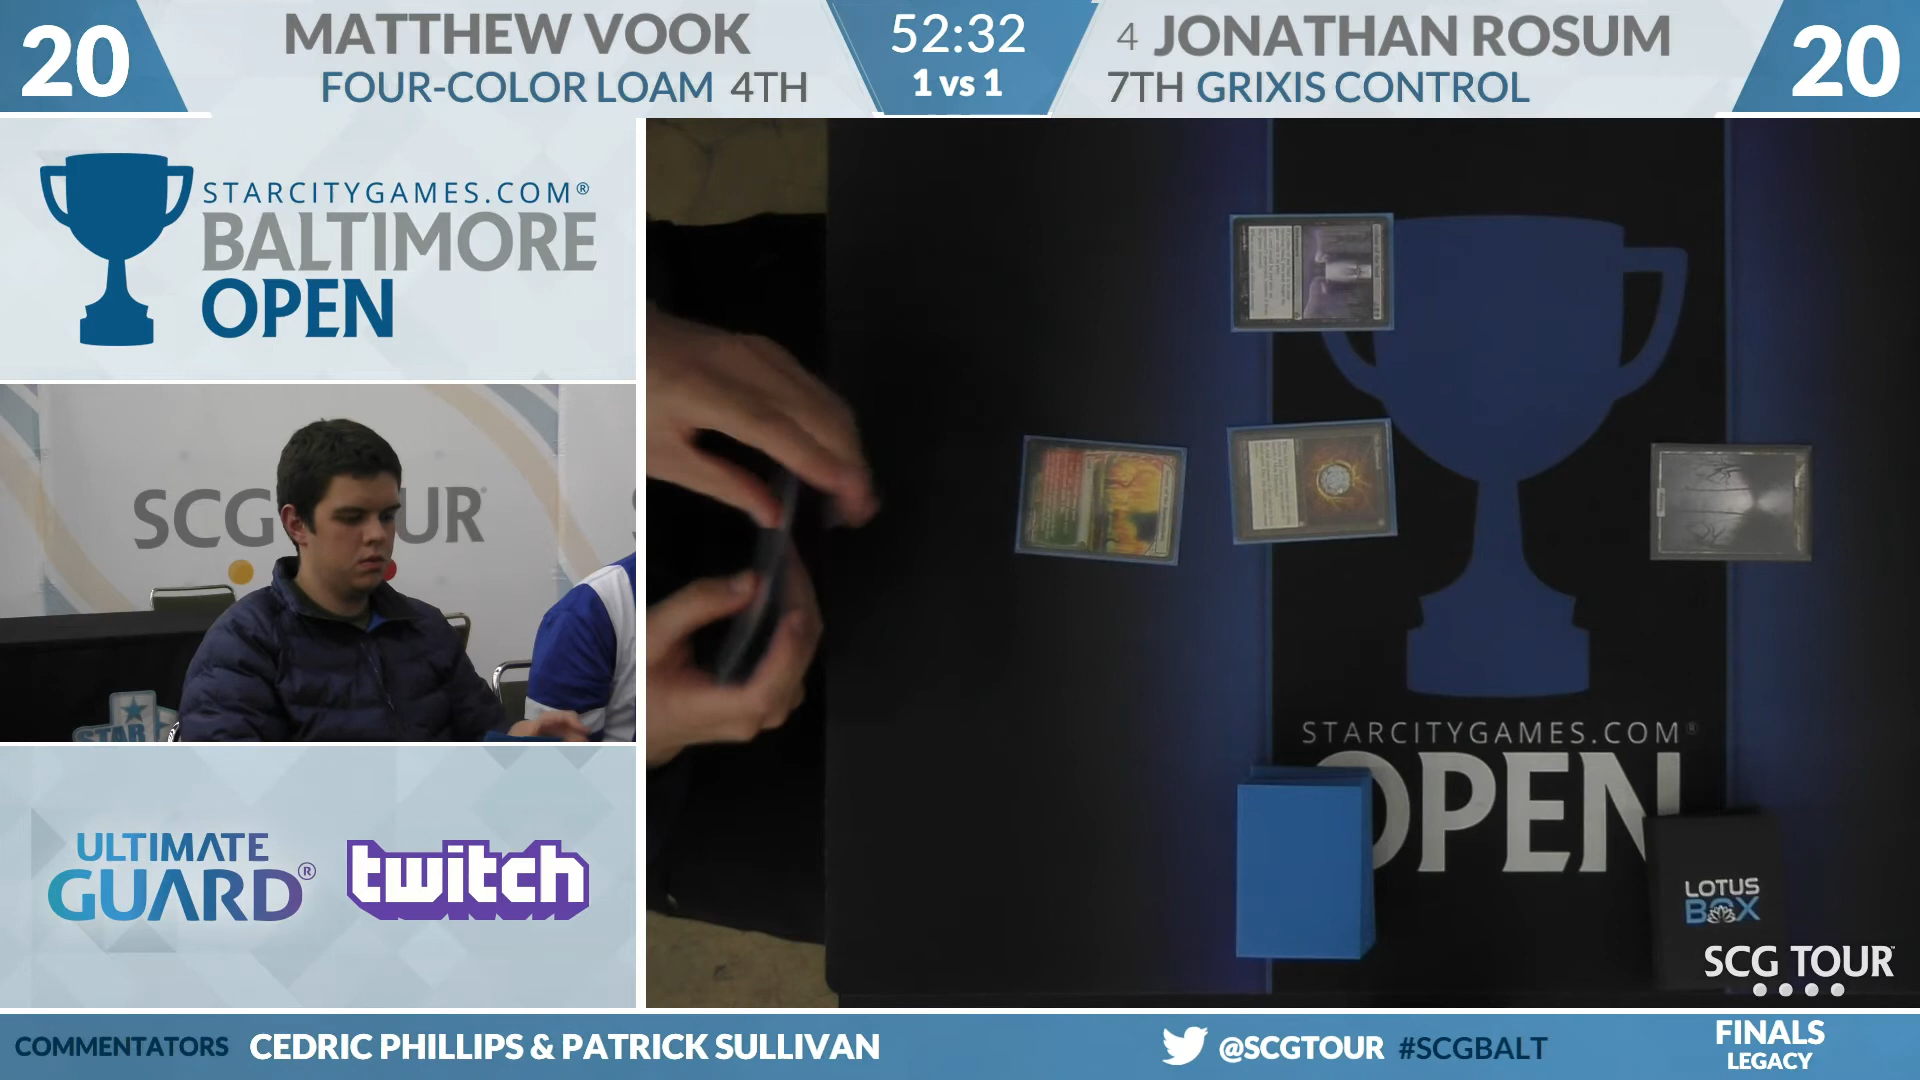 20
MATTHEW VOOK
FOUR-COLOR LOAM 4TH
52:32
1 vs 1
4 JONATHAN ROSUM
7TH GRIXIS CONTROL
20
STARCITYGAMES.COM®
BALTIMORE
OPEN
SCG TOUR
STAR
ULTIMATE
GUARD®
twitch
STARCITYGAMES.COM®
OPEN
LOTUS
BOX
SCG TOUR™
COMMENTATORS CEDRIC PHILLIPS & PATRICK SULLIVAN
@SCGTOUR #SCGBALT
FINALS
LEGACY